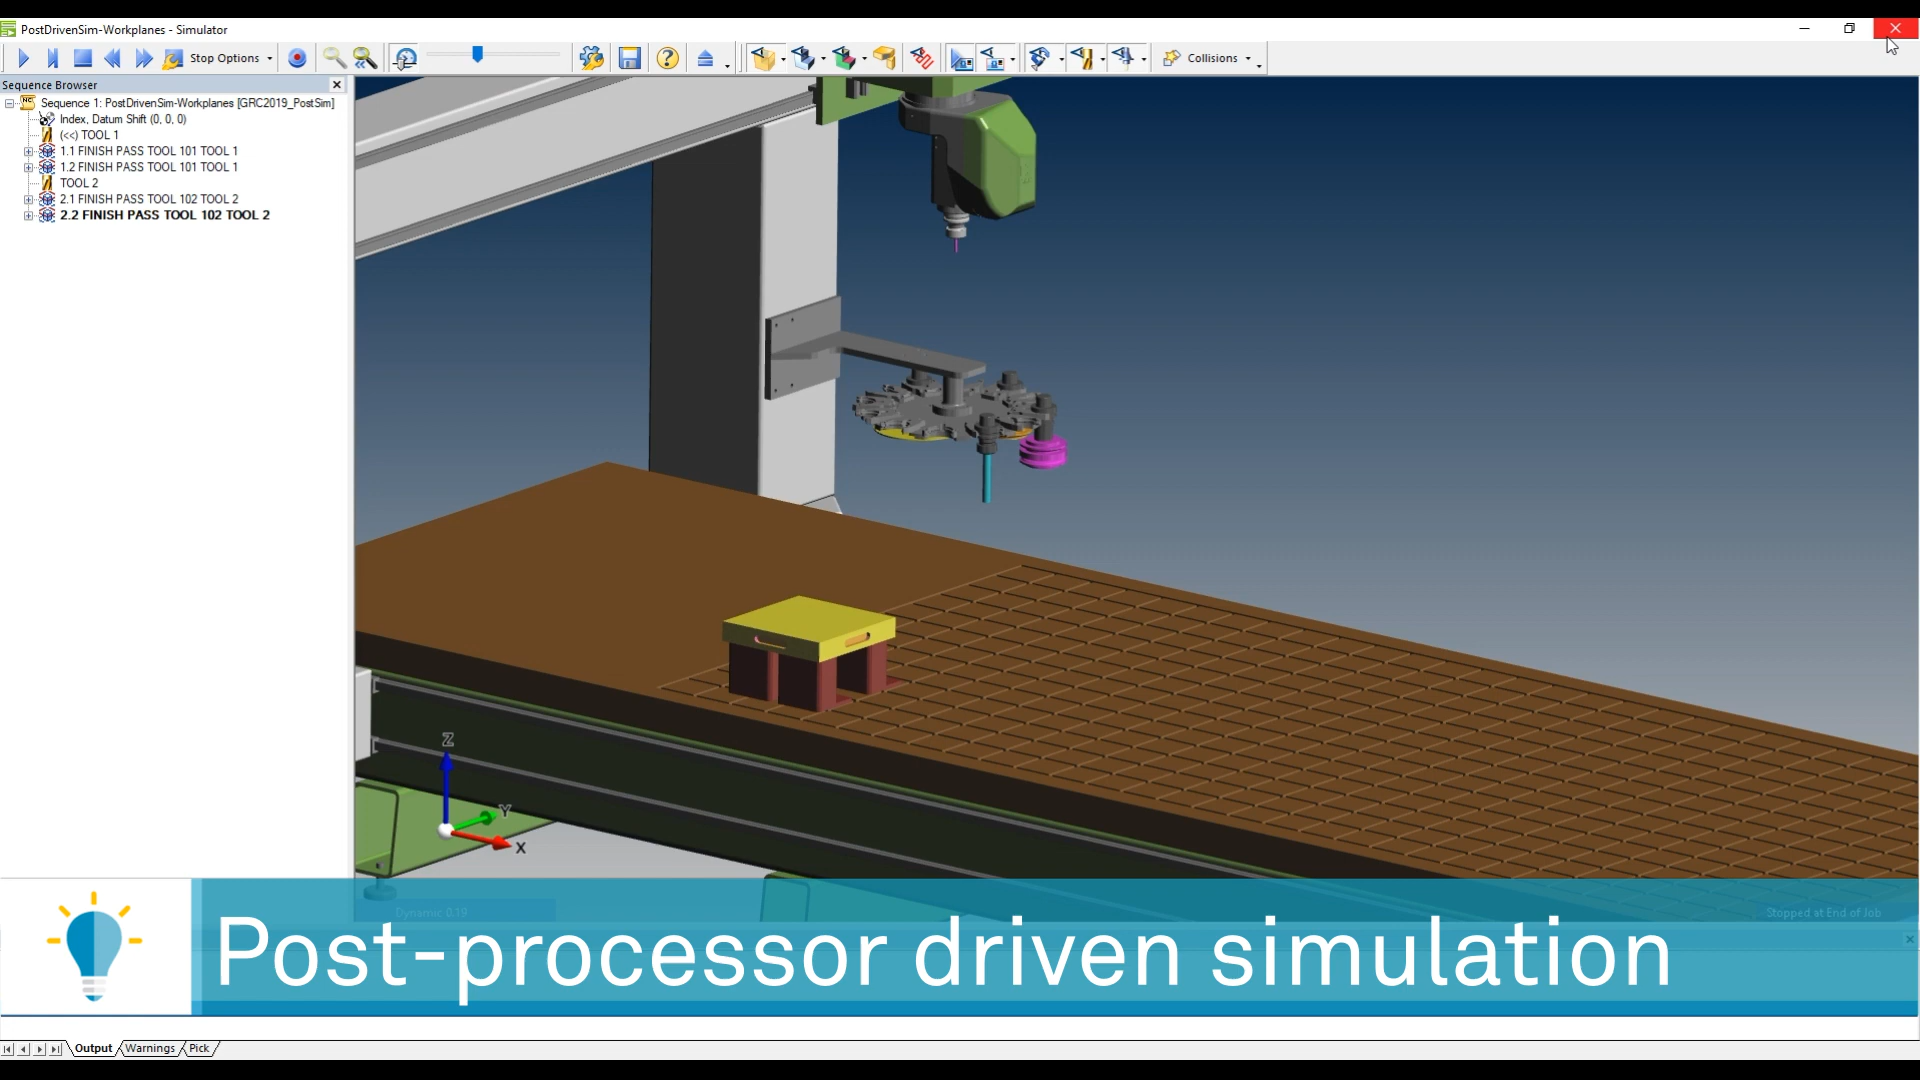 PostDrivenSim-Workplanes - Simulator
Stop Options
Collisions
Sequence Browser
Sequence 1: PostDrivenSim-Workplanes [GRC2019_PostSim]
Index, Datum Shift (0, 0, 0)
(<<) TOOL 1
1.1 FINISH PASS TOOL 101 TOOL 1
1.2 FINISH PASS TOOL 101 TOOL 1
TOOL 2
2.1 FINISH PASS TOOL 102 TOOL 2
2.2 FINISH PASS TOOL 102 TOOL 2
Z
Y
X
Dynamic 0.19
Stopped at End of Job
Post-processor driven simulation
Output
Warnings
Pick